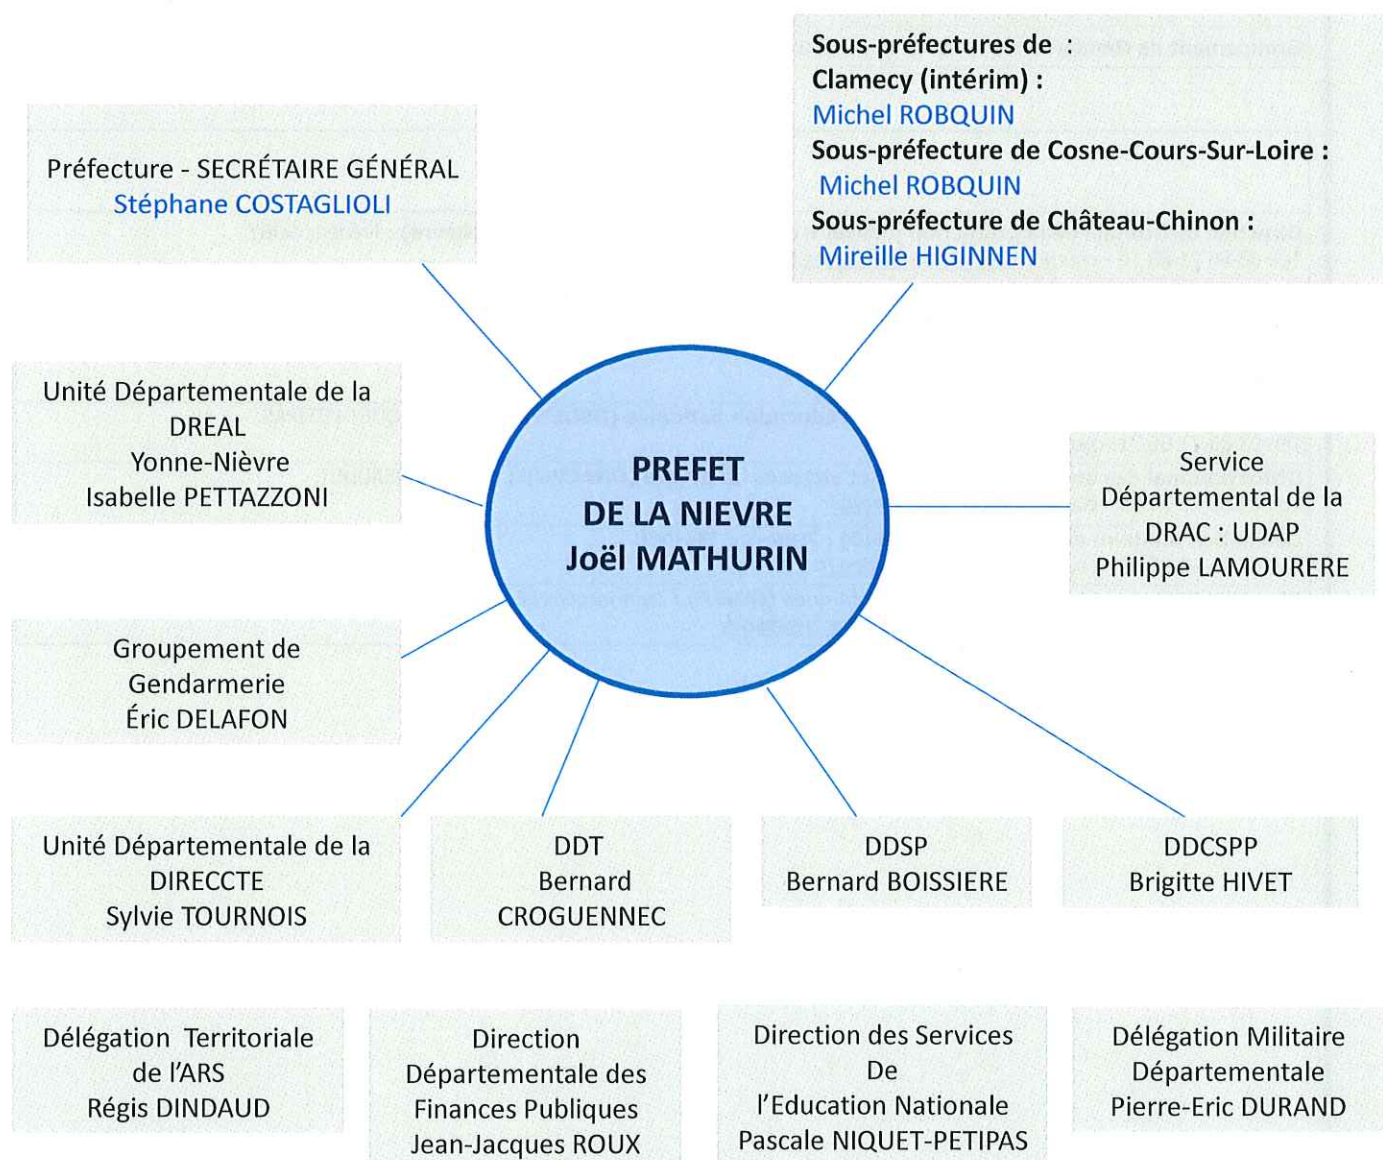 Sous-préfectures de :
Clamecy (intérim) :
Michel ROBQUIN
Sous-préfecture de Cosne-Cours-Sur-Loire :
Michel ROBQUIN
Sous-préfecture de Château-Chinon :
Mireille HIGINNEN
Préfecture - SECRÉTAIRE GÉNÉRAL
Stéphane COSTAGLIOLI
Unité Départementale de la
DREAL
Yonne-Nièvre
Isabelle PETTAZZONI
PREFET
DE LA NIEVRE
Joël MATHURIN
Service
Départemental de la
DRAC : UDAP
Philippe LAMOURERE
Groupement de
Gendarmerie
Éric DELAFON
Unité Départementale de la
DIRECCTE
Sylvie TOURNOIS
DDT
Bernard
CROGUENNEC
DDSP
Bernard BOISSIERE
DDCSPP
Brigitte HIVET
Délégation Territoriale
de l'ARS
Régis DINDAUD
Direction
Départementale des
Finances Publiques
Jean-Jacques ROUX
Direction des Services
De
l'Education Nationale
Pascale NIQUET-PETIPAS
Délégation Militaire
Départementale
Pierre-Eric DURAND